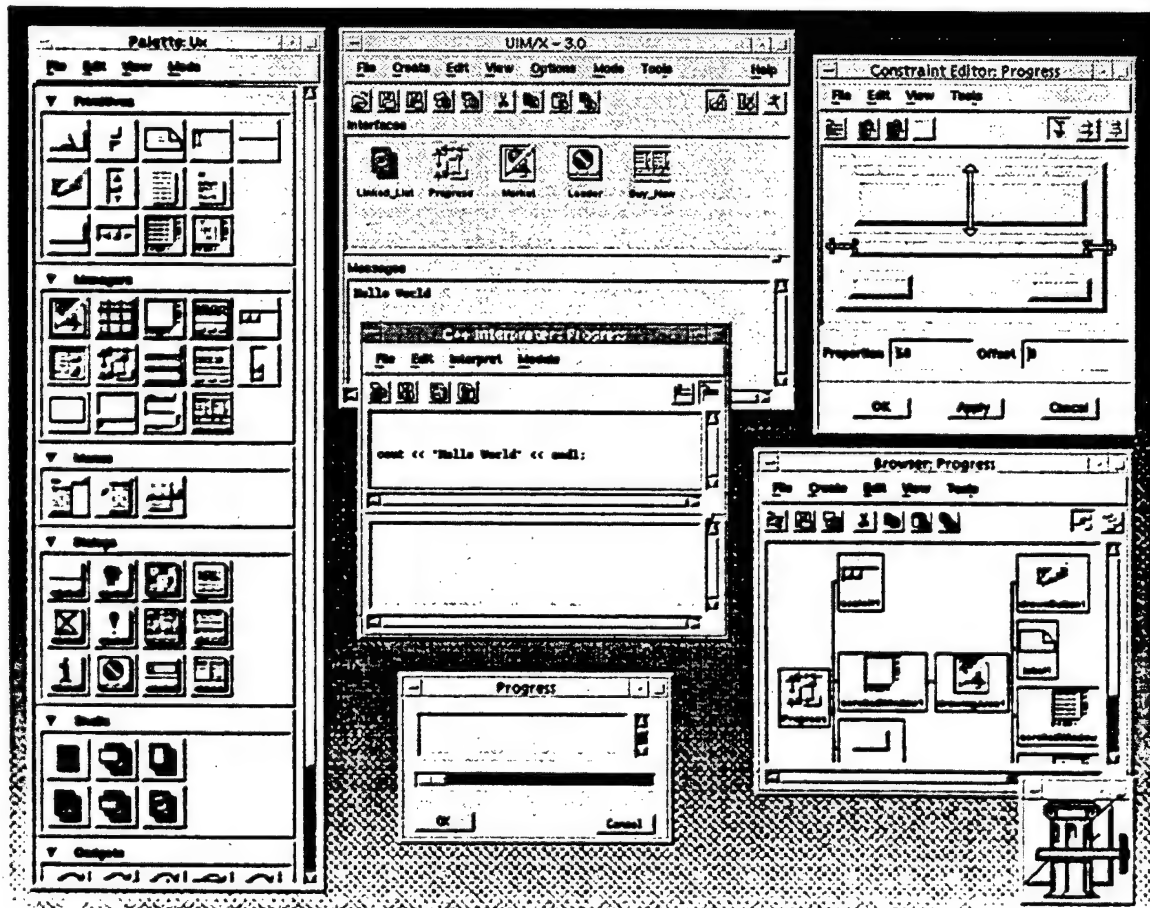 Palette: Ux
File Edit View Mode
Primitives
Managers
Menus
Dialogs
Shells
Gadgets
UIM/X - 3.0
File Create Edit View Options Mode Tools Help
Interfaces
Linked_List Progress Market Loader Buy_Now
Messages
Hello World
C++ Interpreter: Progress
File Edit Interpret Module
cout << "Hello World" << endl;
Progress
OK Cancel
Constraint Editor: Progress
File Edit View Tools
Proportion 50 Offset 0
OK Apply Cancel
Browser: Progress
File Create Edit View Tools
Progress